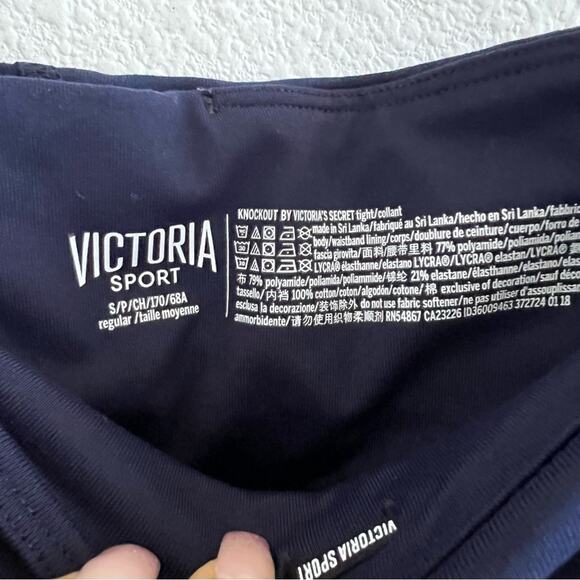 VICTORIA
SPORT
S/P/CH/170/68A
regular/taille moyenne
KNOCKOUT BY VICTORIA'S SECRET tight/collant
made in Sri Lanka/fabriqué au Sri Lanka/hecho en Sri Lanka/fabbric
body/waistband lining/corps/doublure de ceinture/cuerpo/forro de
fascia girovita/面料/腰带里料 77% polyamide/poliamida/poliam
LYCRA® élasthanne/elastano/LYCRA®/LYCRA® elastan/LYCRA®
布 79% polyamide/poliamida/poliammide/锦纶 21% elastane/élasthanne/elastano/elast
tassello/内裆 100% cotton/coton/algodón/cotone/棉 exclusive of decoration/sauf déco
esclusa la decorazione/装饰除外 do not use fabric softener/ne pas utiliser d'assouplissan
ammorbidente/请勿使用织物柔顺剂 RN54867 CA23226 ID36009463 372724 01 18
VICTORIA SPORT